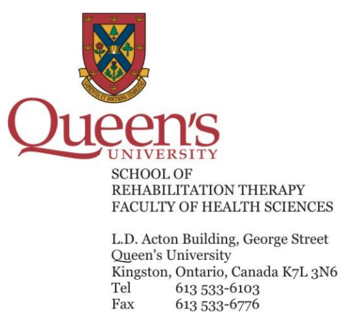 Queen's
UNIVERSITY
SCHOOL OF
REHABILITATION THERAPY
FACULTY OF HEALTH SCIENCES
L.D. Acton Building, George Street
Queen's University
Kingston, Ontario, Canada K7L 3N6
Tel 613 533-6103
Fax 613 533-6776